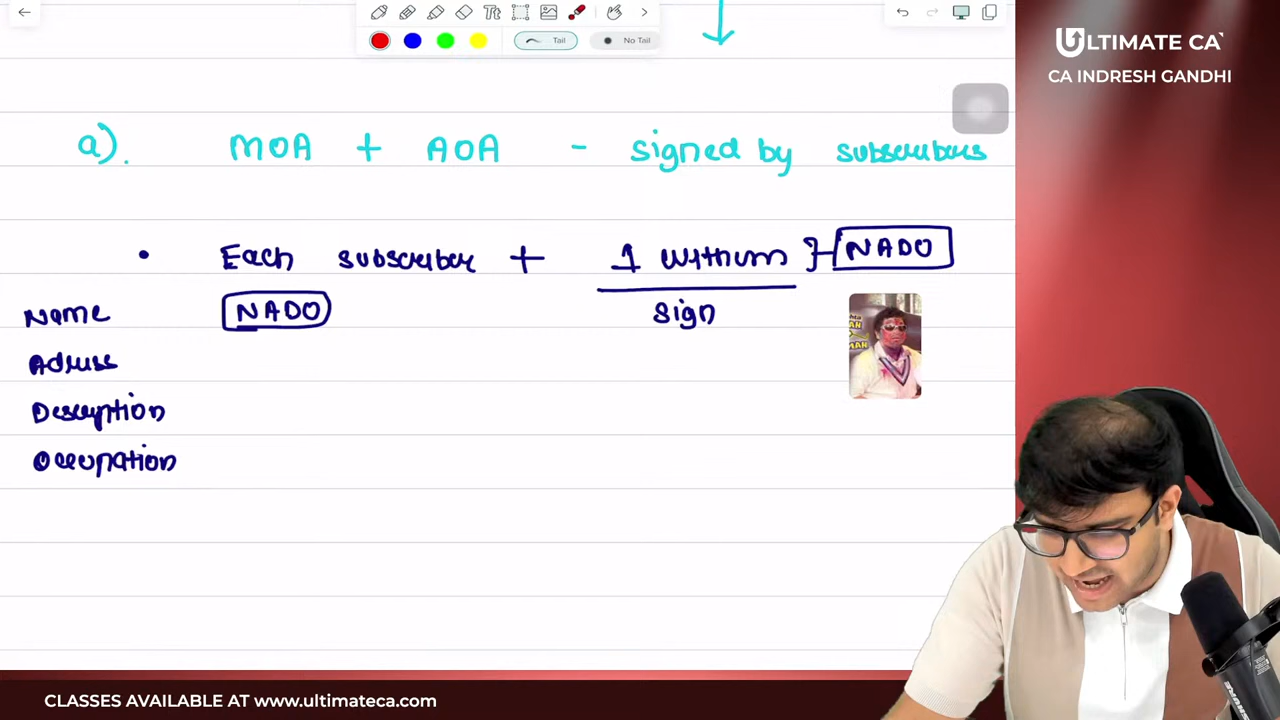 Tt
Tail
No Tail
ULTIMATE CA
CA INDRESH GANDHI
a). MOA + AOA - signed by subscribers
• Each subscriber + 1 witness }- NADO
Name NADO sign
Address
Description
Occupation
CLASSES AVAILABLE AT www.ultimateca.com